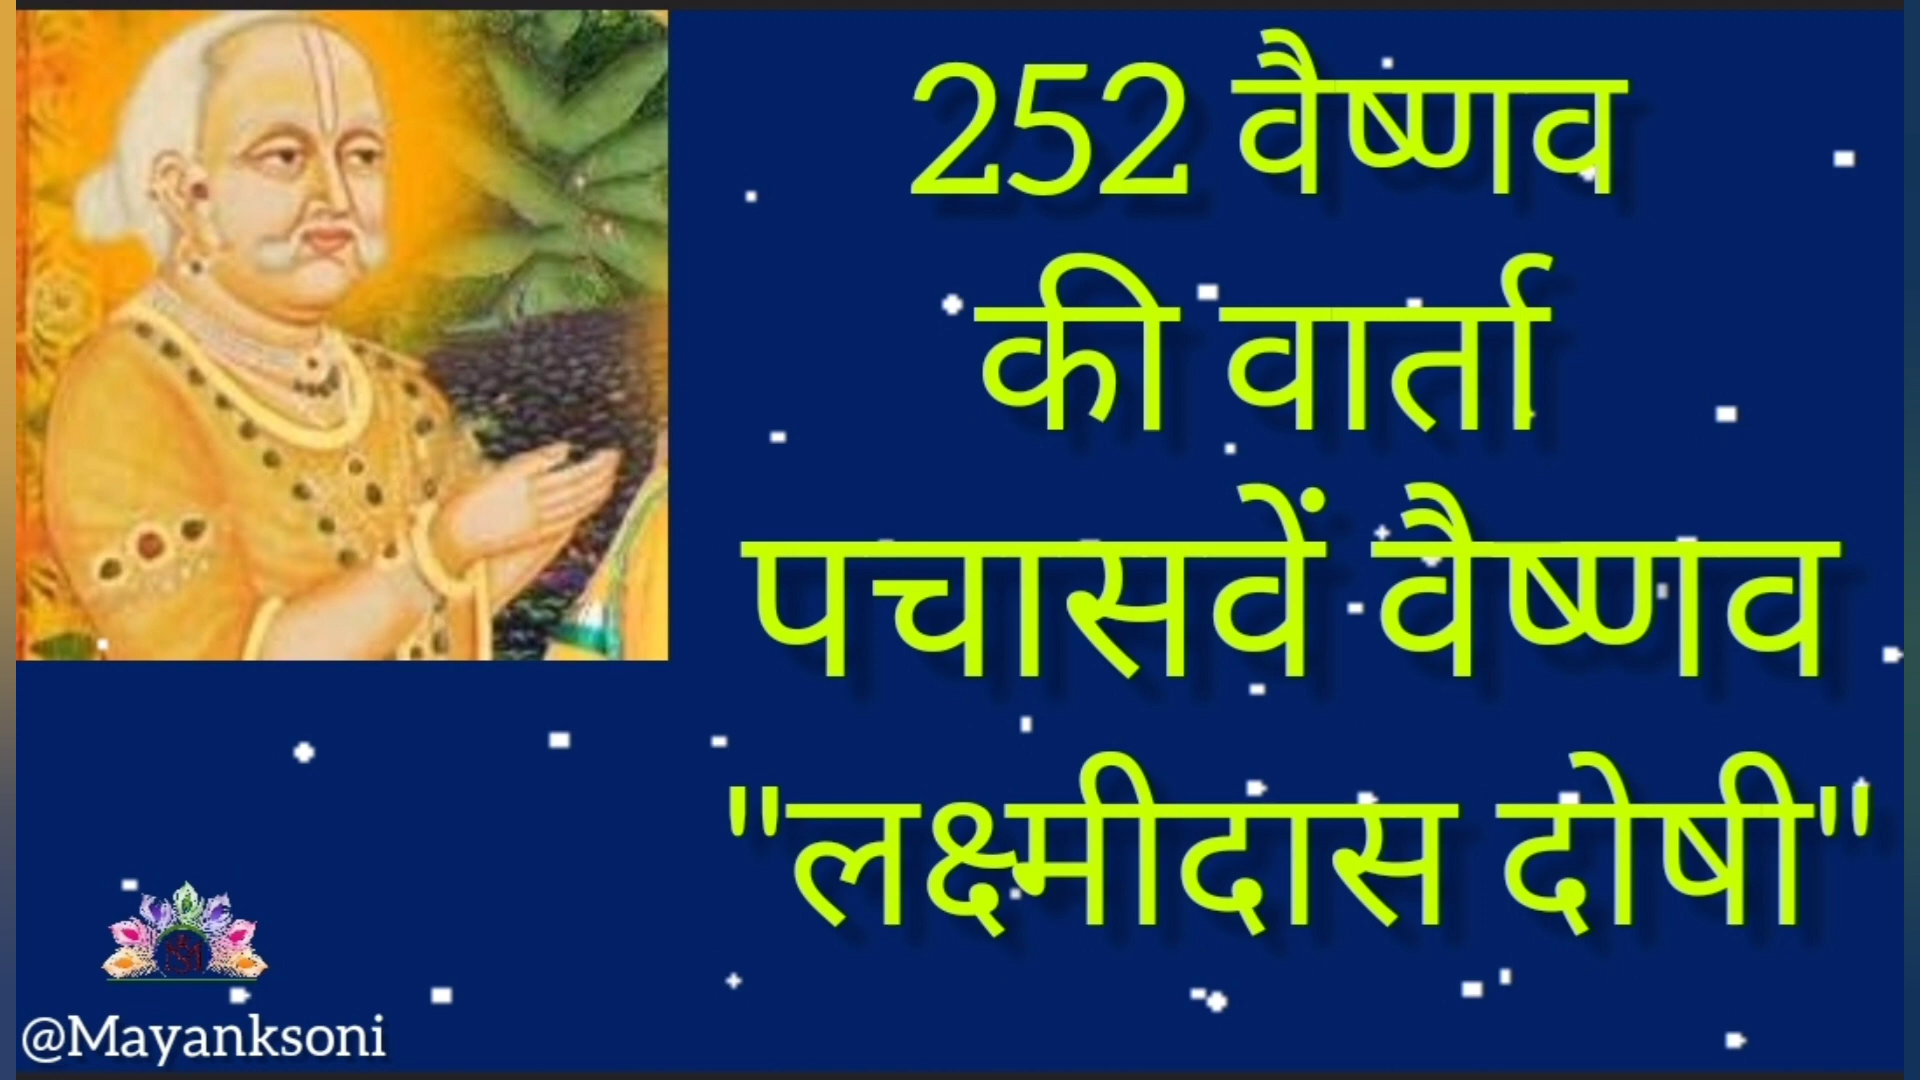 252 वैष्णव
की वार्ता
पचासवें वैष्णव
"लक्ष्मीदास दोषी"
@Mayanksoni